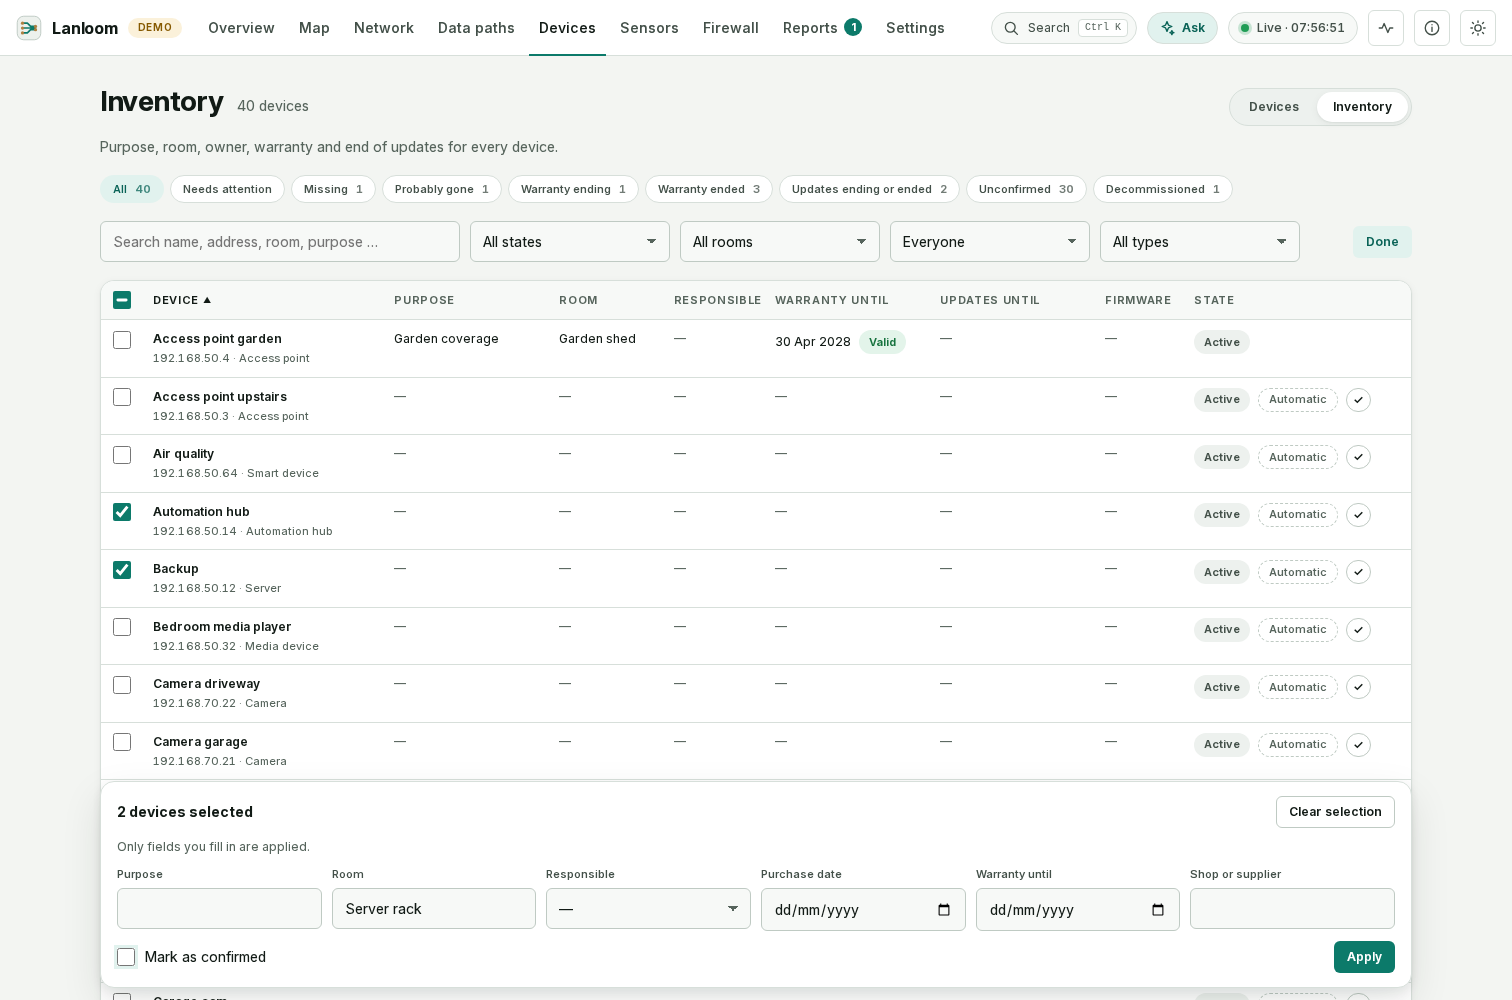 Lanloom DEMO Overview Map Network Data paths Devices Sensors Firewall Reports 1 Settings Search Ctrl K Ask Live · 07:56:51
Inventory 40 devices Devices Inventory
Purpose, room, owner, warranty and end of updates for every device.
All 40 Needs attention Missing 1 Probably gone 1 Warranty ending 1 Warranty ended 3 Updates ending or ended 2 Unconfirmed 30 Decommissioned 1
Search name, address, room, purpose ... All states All rooms Everyone All types Done
DEVICE ▲ PURPOSE ROOM RESPONSIBLE WARRANTY UNTIL UPDATES UNTIL FIRMWARE STATE
Access point garden Garden coverage Garden shed — 30 Apr 2028 Valid — — Active
192.168.50.4 · Access point
Access point upstairs — — — — — — Active Automatic
192.168.50.3 · Access point
Air quality — — — — — — Active Automatic
192.168.50.64 · Smart device
Automation hub — — — — — — Active Automatic
192.168.50.14 · Automation hub
Backup — — — — — — Active Automatic
192.168.50.12 · Server
Bedroom media player — — — — — — Active Automatic
192.168.50.32 · Media device
Camera driveway — — — — — — Active Automatic
192.168.70.22 · Camera
Camera garage — — — — — — Active Automatic
192.168.70.21 · Camera
2 devices selected Clear selection
Only fields you fill in are applied.
Purpose Room Responsible Purchase date Warranty until Shop or supplier
Server rack — dd/mm/yyyy dd/mm/yyyy
Mark as confirmed Apply